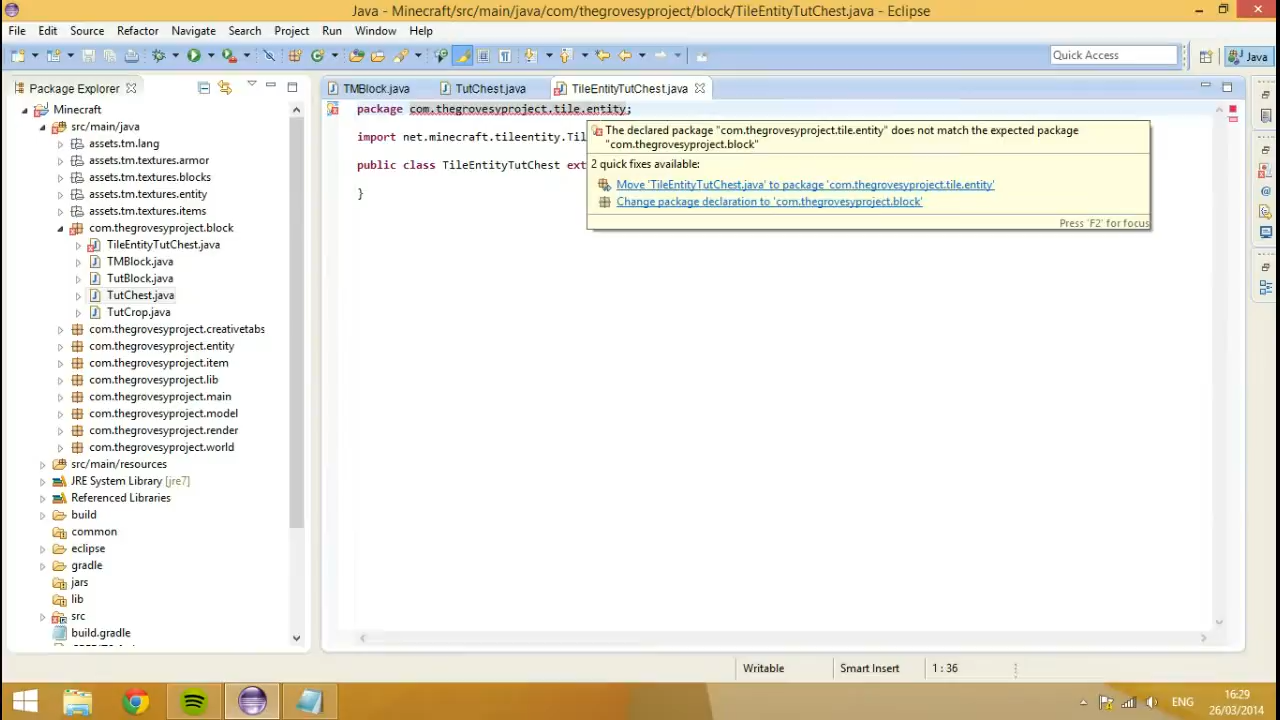 Java - Minecraft/src/main/java/com/thegrovesyproject/block/TileEntityTutChest.java - Eclipse
File Edit Source Refactor Navigate Search Project Run Window Help
Quick Access
Java
Package Explorer
TMBlock.java TutChest.java TileEntityTutChest.java
Minecraft
src/main/java
assets.tm.lang
assets.tm.textures.armor
assets.tm.textures.blocks
assets.tm.textures.entity
assets.tm.textures.items
com.thegrovesyproject.block
TileEntityTutChest.java
TMBlock.java
TutBlock.java
TutChest.java
TutCrop.java
com.thegrovesyproject.creativetabs
com.thegrovesyproject.entity
com.thegrovesyproject.item
com.thegrovesyproject.lib
com.thegrovesyproject.main
com.thegrovesyproject.model
com.thegrovesyproject.render
com.thegrovesyproject.world
src/main/resources
JRE System Library [jre7]
Referenced Libraries
build
common
eclipse
gradle
jars
lib
src
build.gradle
package com.thegrovesyproject.tile.entity;
import net.minecraft.tileentity.Til
public class TileEntityTutChest ext
}
The declared package "com.thegrovesyproject.tile.entity" does not match the expected package
"com.thegrovesyproject.block"
2 quick fixes available:
Move 'TileEntityTutChest.java' to package 'com.thegrovesyproject.tile.entity'
Change package declaration to 'com.thegrovesyproject.block'
Press 'F2' for focus
Writable Smart Insert 1 : 36
ENG
16:29
26/03/2014